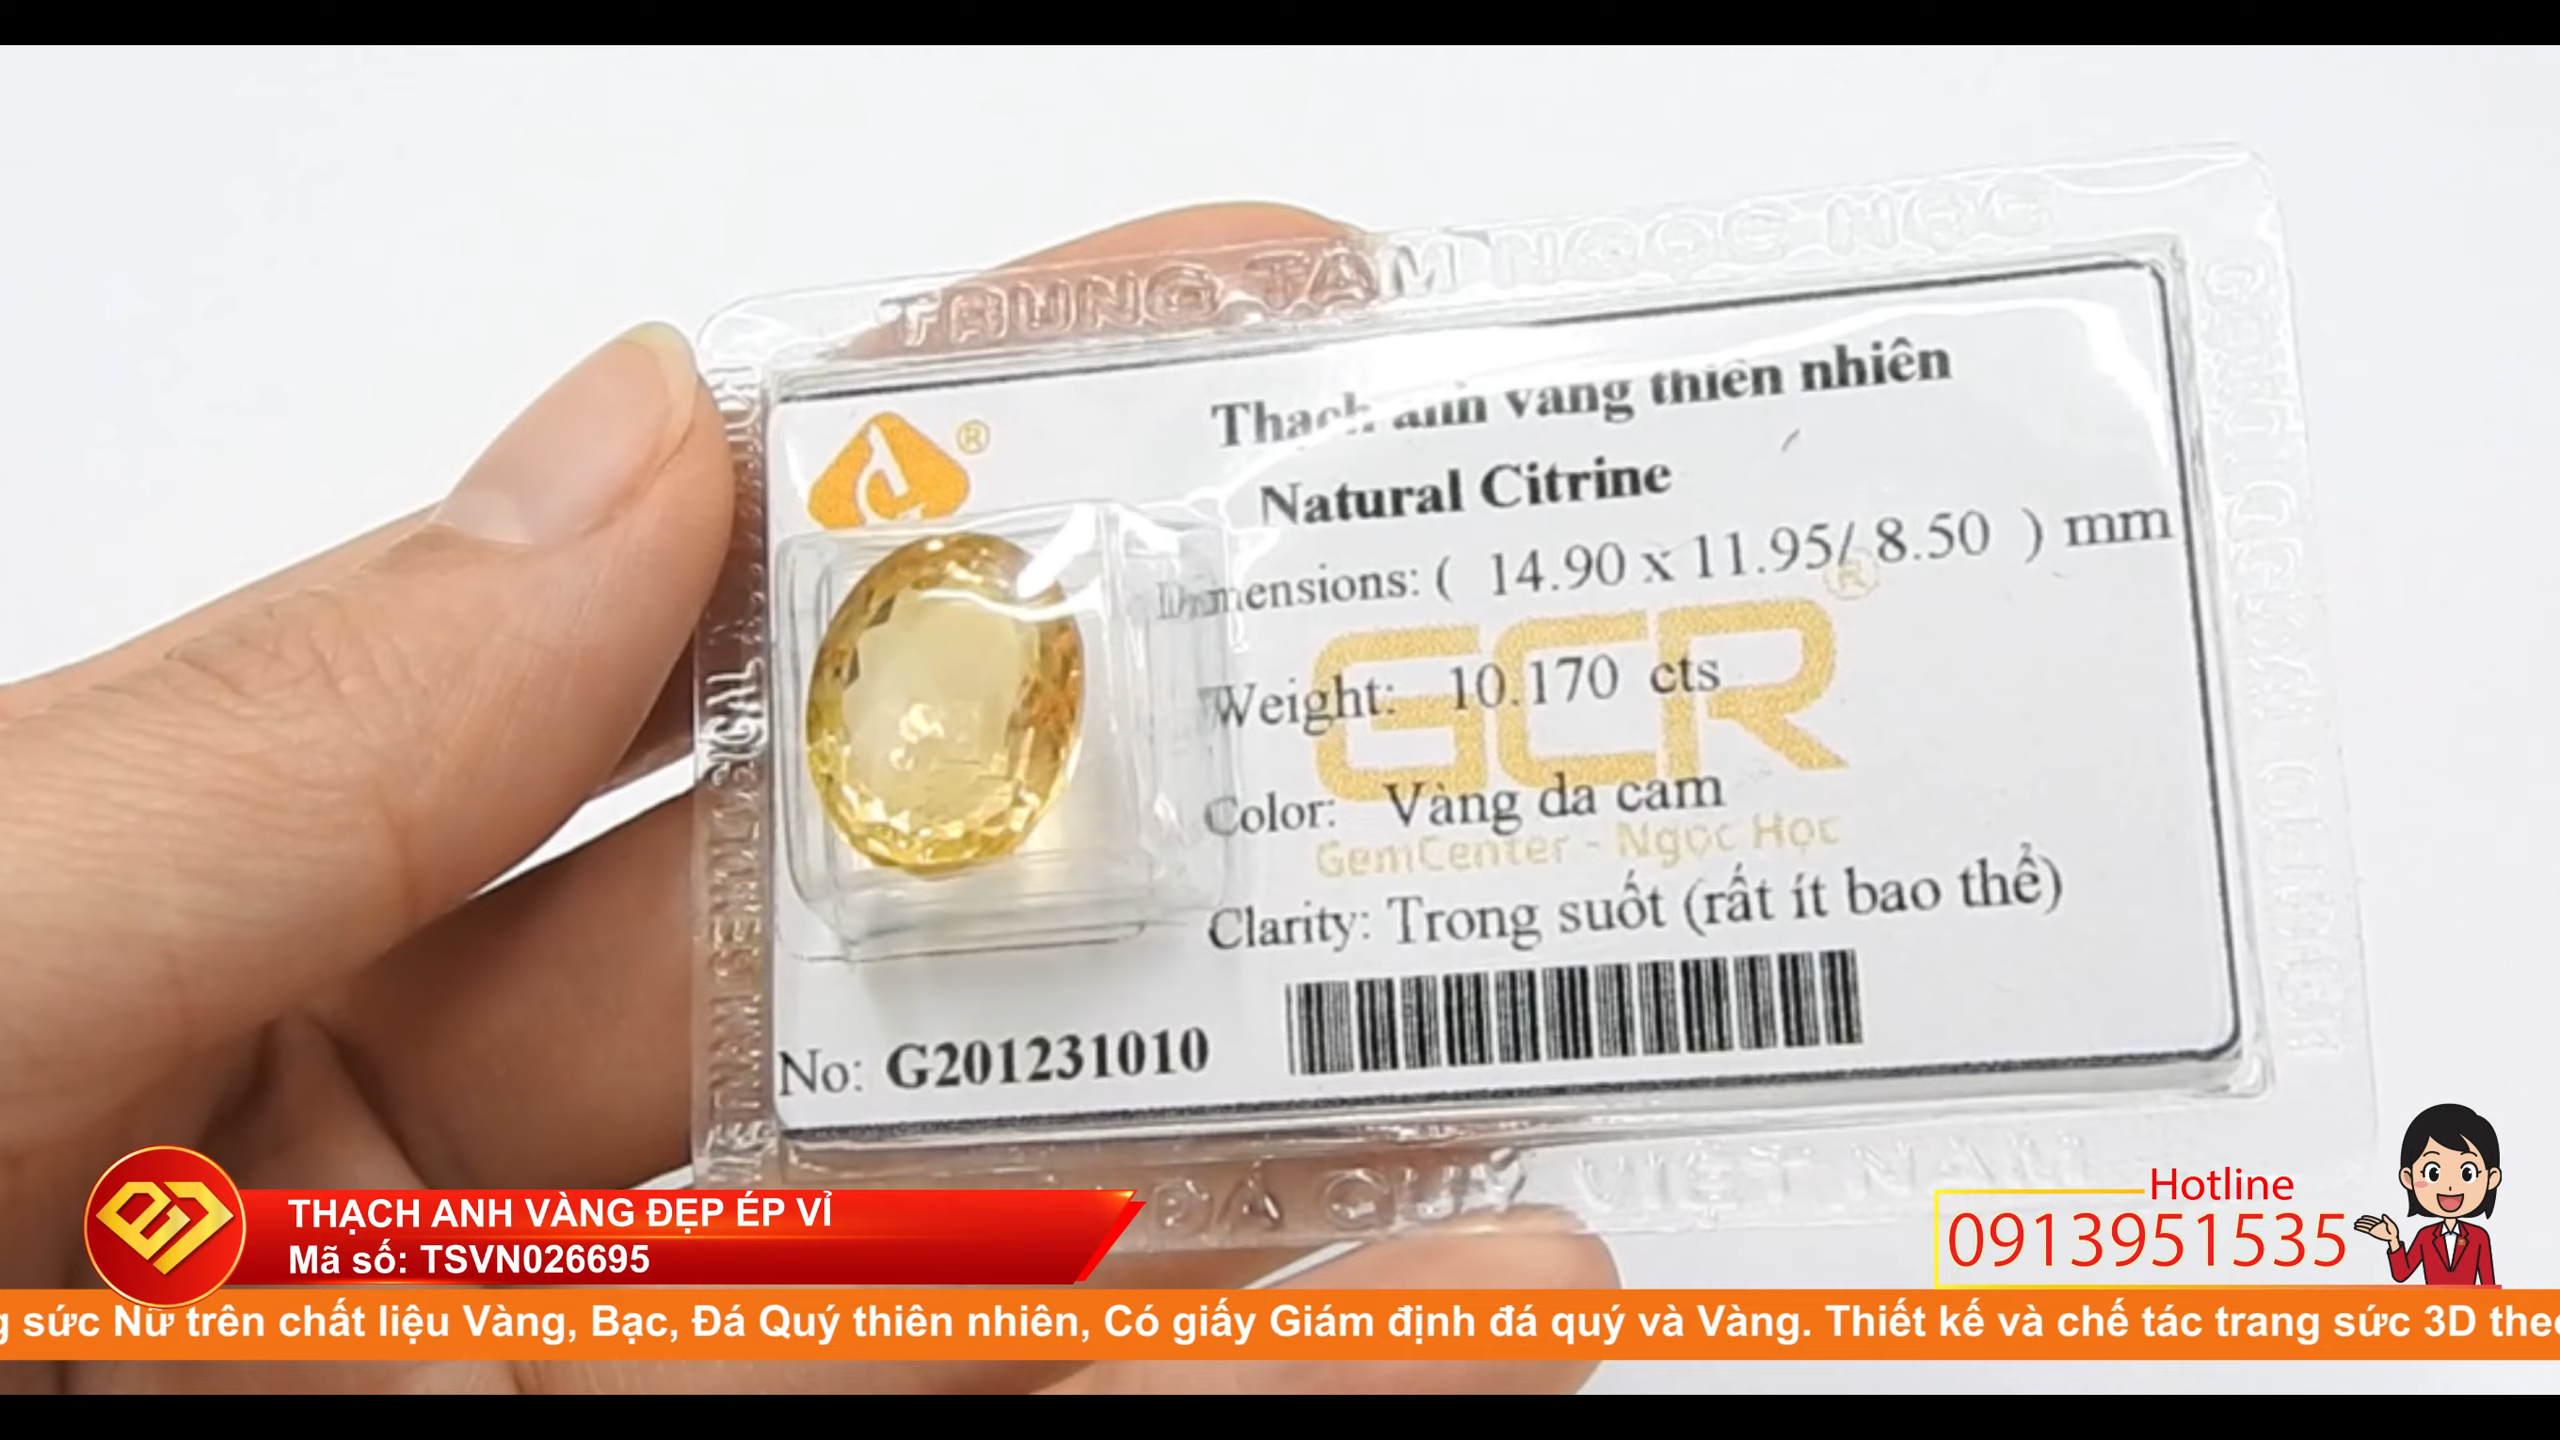 TRUNG TÂM NGỌC HỌC
Thạch anh vàng thiên nhiên
®
Natural Citrine
Dimensions: ( 14.90 x 11.95/ 8.50 ) mm
®
GCR
Weight: 10.170 cts
Color: Vàng da cam
GemCenter - Ngọc Học
Clarity: Trong suốt (rất ít bao thể)
No: G201231010
ĐÁ QUÝ VIỆT NAM
THẠCH ANH VÀNG ĐẸP ÉP VỈ
Mã số: TSVN026695
Hotline
0913951535
sức Nữ trên chất liệu Vàng, Bạc, Đá Quý thiên nhiên, Có giấy Giám định đá quý và Vàng. Thiết kế và chế tác trang sức 3D